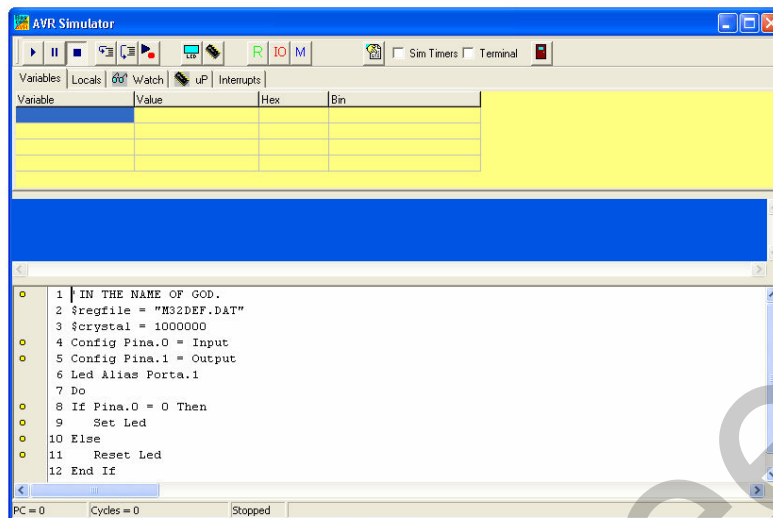 AVR Simulator
LED R IO M Sim Timers Terminal
Variables Locals Watch uP Interrupts
Variable Value Hex Bin
1 ' IN THE NAME OF GOD.
2 $regfile = "M32DEF.DAT"
3 $crystal = 1000000
4 Config Pina.0 = Input
5 Config Pina.1 = Output
6 Led Alias Porta.1
7 Do
8 If Pina.0 = 0 Then
9 Set Led
10 Else
11 Reset Led
12 End If
PC = 0 Cycles = 0 Stopped